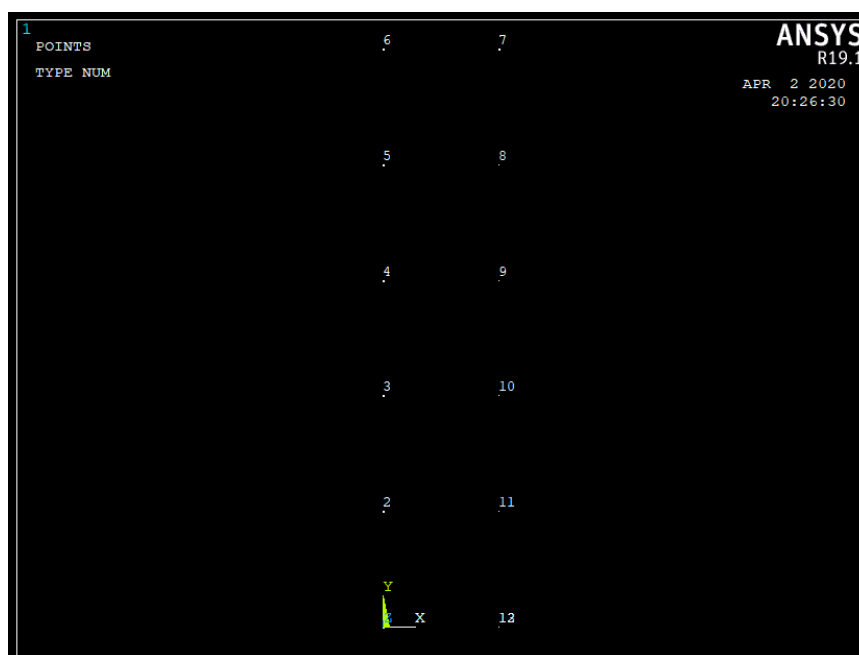 1
POINTS
TYPE NUM
6 7
ANSYS
R19.1
APR 2 2020
20:26:30
5 8
4 9
3 10
2 11
Y
X